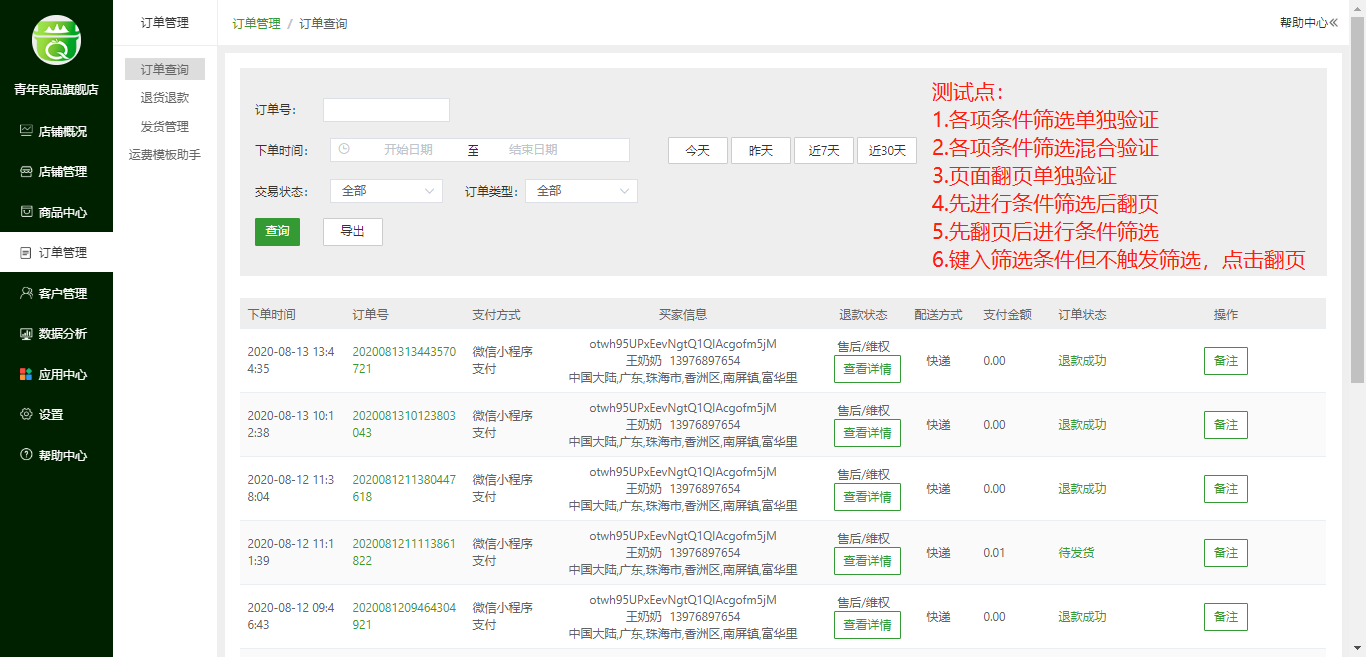 青年良品旗舰店
店铺概况
店铺管理
商品中心
订单管理
客户管理
数据分析
应用中心
设置
帮助中心
订单管理
订单查询
退货退款
发货管理
运费模板助手
订单管理 / 订单查询
帮助中心«
订单号:
下单时间: 开始日期 至 结束日期 今天 昨天 近7天 近30天
交易状态: 全部 订单类型: 全部
查询 导出
测试点:
1.各项条件筛选单独验证
2.各项条件筛选混合验证
3.页面翻页单独验证
4.先进行条件筛选后翻页
5.先翻页后进行条件筛选
6.键入筛选条件但不触发筛选，点击翻页
下单时间 订单号 支付方式 买家信息 退款状态 配送方式 支付金额 订单状态 操作
2020-08-13 13:4
4:35
2020081313443570
721
微信小程序
支付
otwh95UPxEevNgtQ1QIAcgofm5jM
王奶奶 13976897654
中国大陆,广东,珠海市,香洲区,南屏镇,富华里
售后/维权
查看详情
快递 0.00 退款成功 备注
2020-08-13 10:1
2:38
2020081310123803
043
微信小程序
支付
otwh95UPxEevNgtQ1QIAcgofm5jM
王奶奶 13976897654
中国大陆,广东,珠海市,香洲区,南屏镇,富华里
售后/维权
查看详情
快递 0.00 退款成功 备注
2020-08-12 11:3
8:04
2020081211380447
618
微信小程序
支付
otwh95UPxEevNgtQ1QIAcgofm5jM
王奶奶 13976897654
中国大陆,广东,珠海市,香洲区,南屏镇,富华里
售后/维权
查看详情
快递 0.00 退款成功 备注
2020-08-12 11:1
1:39
2020081211113861
822
微信小程序
支付
otwh95UPxEevNgtQ1QIAcgofm5jM
王奶奶 13976897654
中国大陆,广东,珠海市,香洲区,南屏镇,富华里
售后/维权
查看详情
快递 0.01 待发货 备注
2020-08-12 09:4
6:43
2020081209464304
921
微信小程序
支付
otwh95UPxEevNgtQ1QIAcgofm5jM
王奶奶 13976897654
中国大陆,广东,珠海市,香洲区,南屏镇,富华里
售后/维权
查看详情
快递 0.00 退款成功 备注